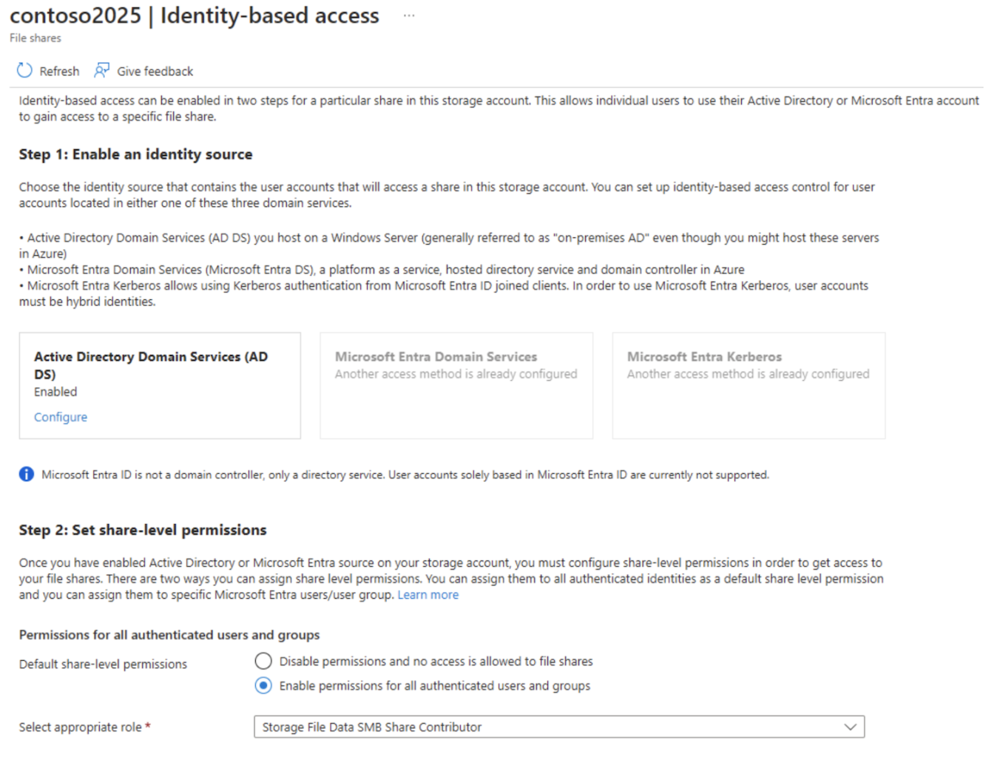 contoso2025 | Identity-based access ...
File shares
Refresh Give feedback
Identity-based access can be enabled in two steps for a particular share in this storage account. This allows individual users to use their Active Directory or Microsoft Entra account
to gain access to a specific file share.
Step 1: Enable an identity source
Choose the identity source that contains the user accounts that will access a share in this storage account. You can set up identity-based access control for user
accounts located in either one of these three domain services.
• Active Directory Domain Services (AD DS) you host on a Windows Server (generally referred to as "on-premises AD" even though you might host these servers
in Azure)
• Microsoft Entra Domain Services (Microsoft Entra DS), a platform as a service, hosted directory service and domain controller in Azure
• Microsoft Entra Kerberos allows using Kerberos authentication from Microsoft Entra ID joined clients. In order to use Microsoft Entra Kerberos, user accounts
must be hybrid identities.
Active Directory Domain Services (AD
DS)
Enabled
Configure
Microsoft Entra Domain Services
Another access method is already configured
Microsoft Entra Kerberos
Another access method is already configured
Microsoft Entra ID is not a domain controller, only a directory service. User accounts solely based in Microsoft Entra ID are currently not supported.
Step 2: Set share-level permissions
Once you have enabled Active Directory or Microsoft Entra source on your storage account, you must configure share-level permissions in order to get access to
your file shares. There are two ways you can assign share level permissions. You can assign them to all authenticated identities as a default share level permission
and you can assign them to specific Microsoft Entra users/user group. Learn more
Permissions for all authenticated users and groups
Default share-level permissions
Disable permissions and no access is allowed to file shares
Enable permissions for all authenticated users and groups
Select appropriate role *
Storage File Data SMB Share Contributor